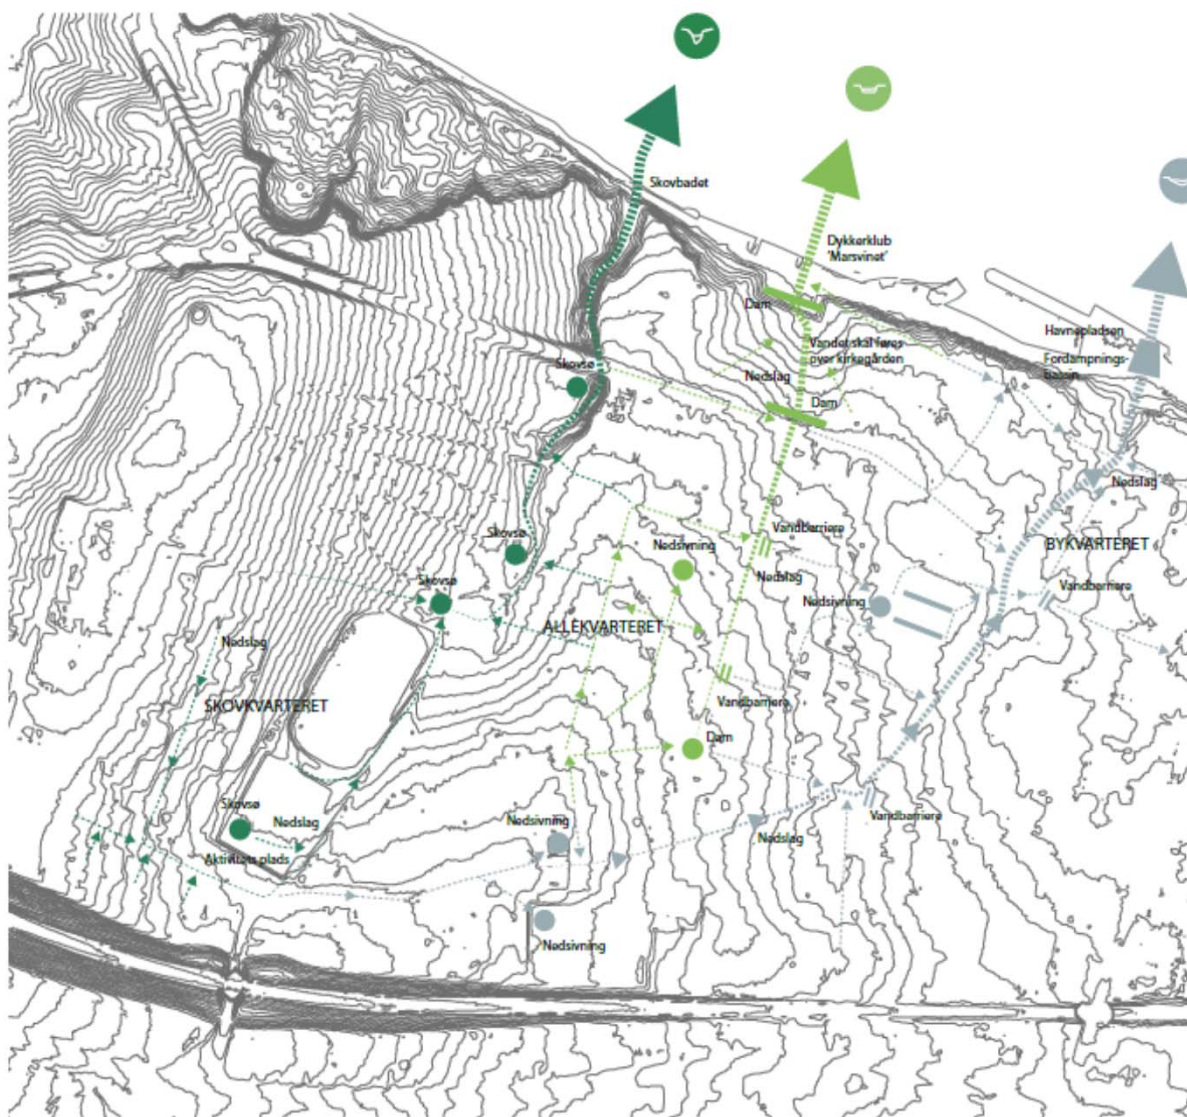 Skovbadet
Dykkerklub
'Marsvinet'
Dam
Havnepladsen
Vandet skal føres
over kirkegården
Fordampnings-
bassin
Skovsø
Nedslag
Dam
Nedslag
Vandbarriere
Skovsø
Nedsivning
BYKVARTERET
Skovsø
Nedslag
Vandbarriere
Nedsivning
ALLÉKVARTERET
Nedslag
SKOVKVARTERET
Vandbarriere
Dam
Skovsø
Nedslag
Nedsivning
Vandbarriere
Nedslag
Aktivitets plads
Nedsivning